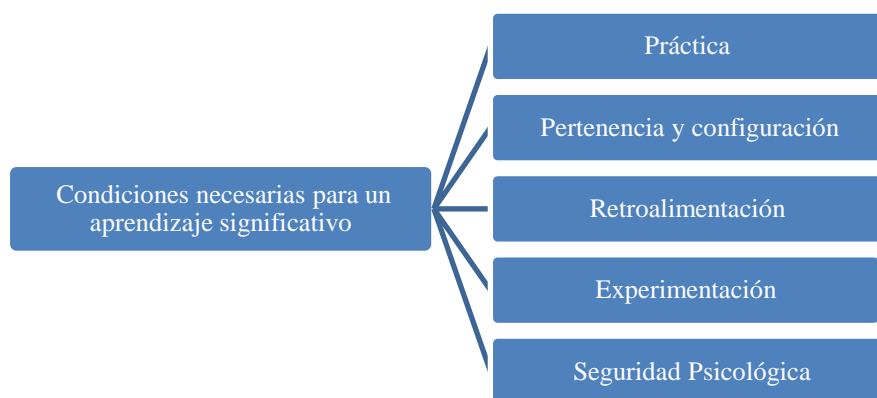 Práctica
Pertenencia y configuración
Condiciones necesarias para un
aprendizaje significativo
Retroalimentación
Experimentación
Seguridad Psicológica